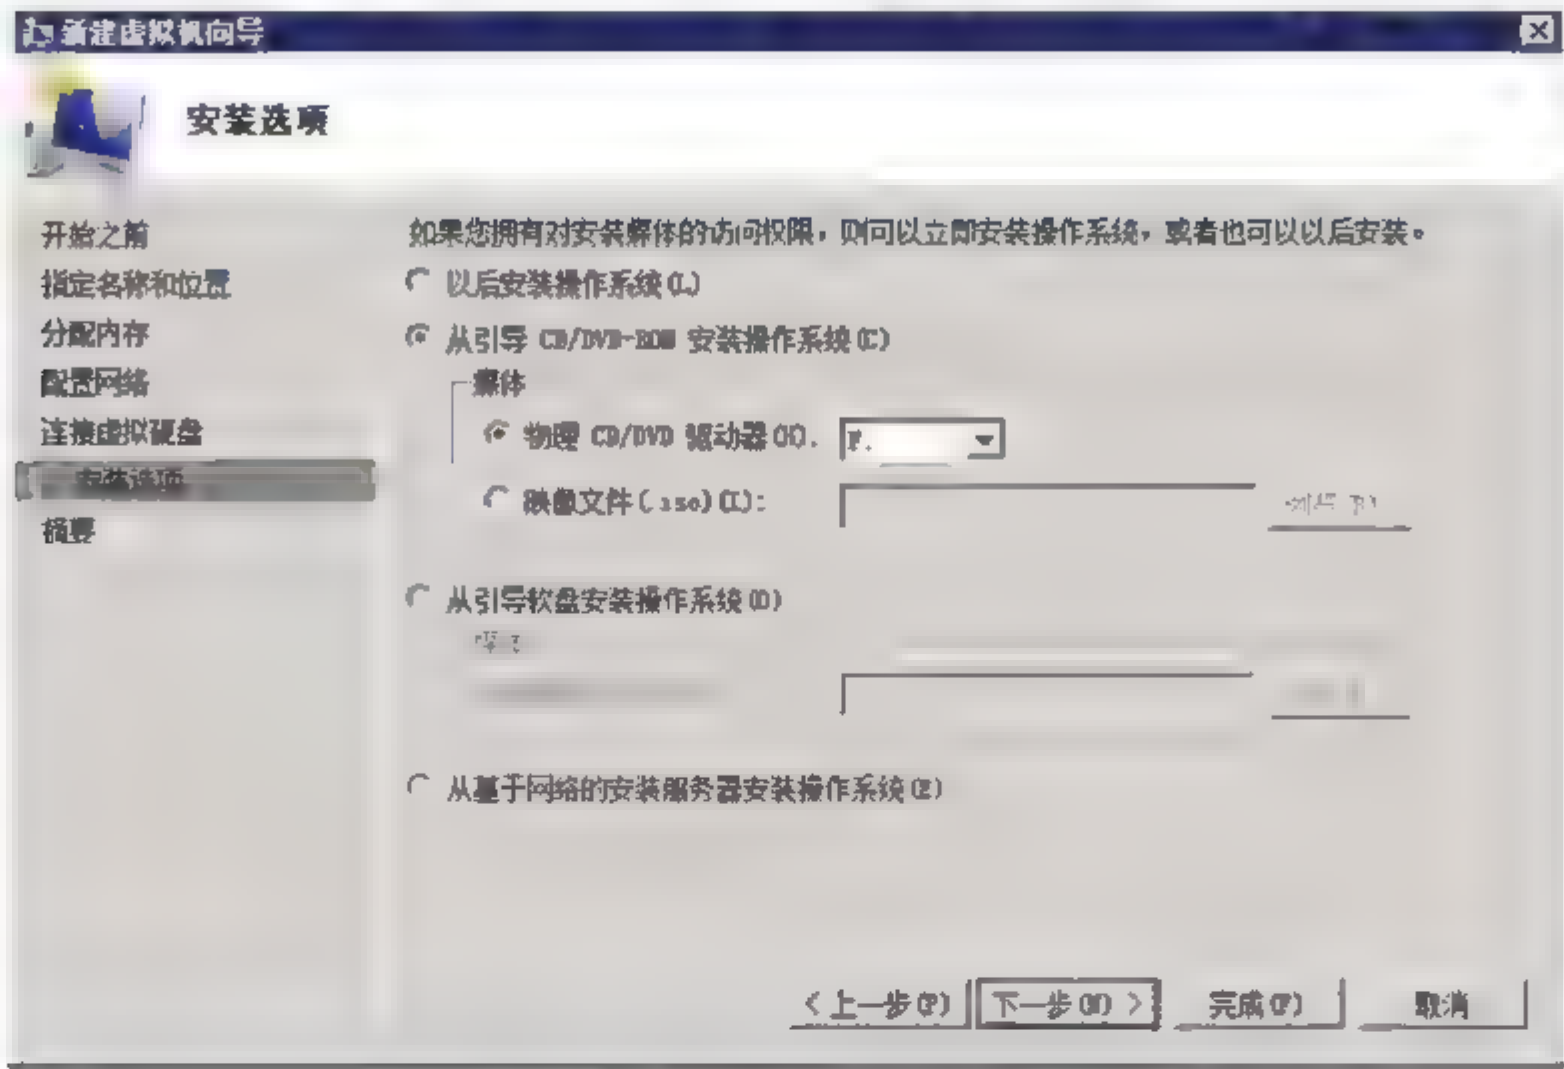 新建虚拟机向导
安装选项
开始之前
指定名称和位置
分配内存
配置网络
连接虚拟硬盘
安装选项
摘要
如果您拥有对安装媒体的访问权限，则可以立即安装操作系统，或者也可以以后安装。
以后安装操作系统(L)
从引导 CD/DVD-ROM 安装操作系统(C)
媒体
物理 CD/DVD 驱动器
映像文件(.iso)(I):
从引导软盘安装操作系统
从基于网络的安装服务器安装操作系统(E)
< 上一步(P) 下一步(N) > 完成(F) 取消